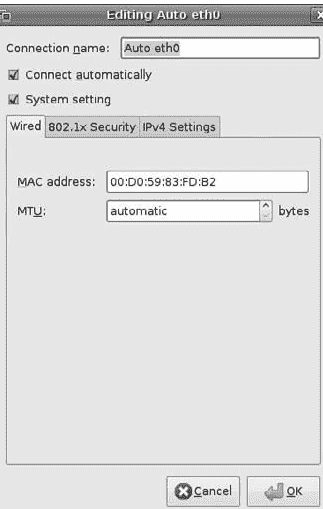 Editing Auto eth0
Connection name: Auto eth0
Connect automatically
System setting
Wired 802.1x Security IPv4 Settings
MAC address: 00:D0:59:83:FD:B2
MTU: automatic bytes
Cancel OK